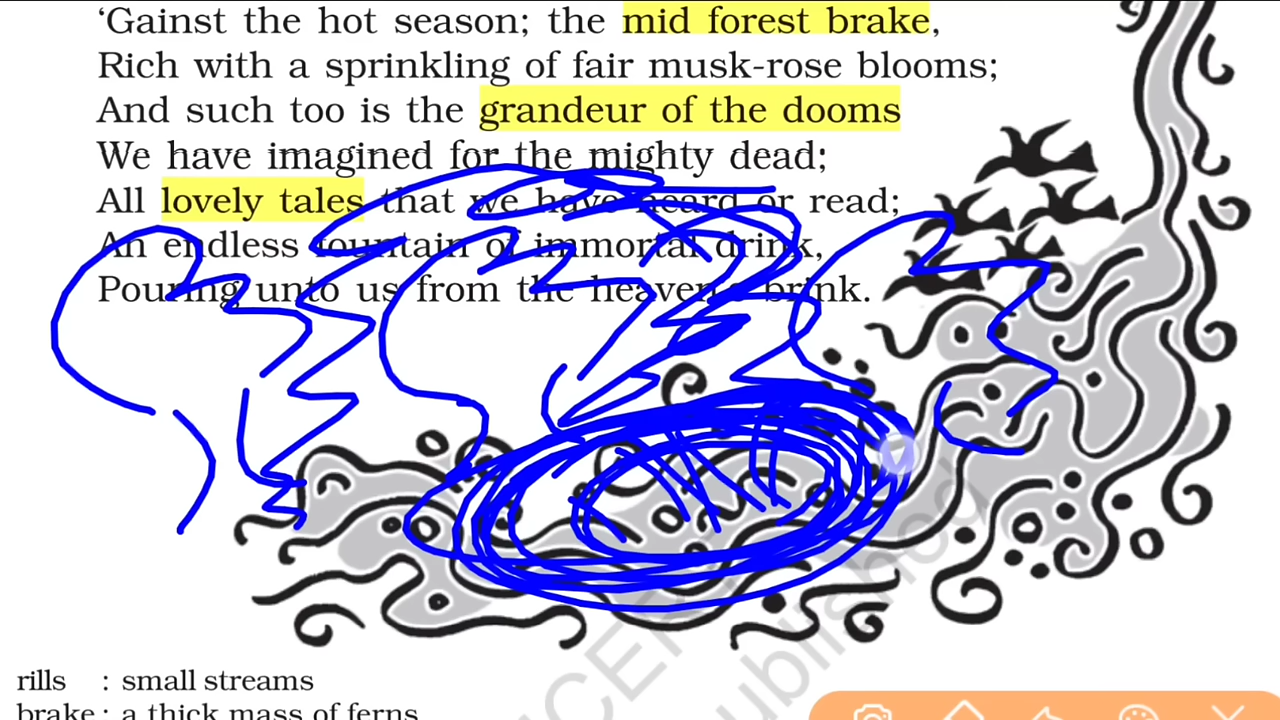 ‘Gainst the hot season; the mid forest brake,
Rich with a sprinkling of fair musk-rose blooms;
And such too is the grandeur of the dooms
We have imagined for the mighty dead;
All lovely tales that we have heard or read;
An endless fountain of immortal drink,
Pouring unto us from the heaven’s brink.
rills : small streams
brake : a thick mass of ferns